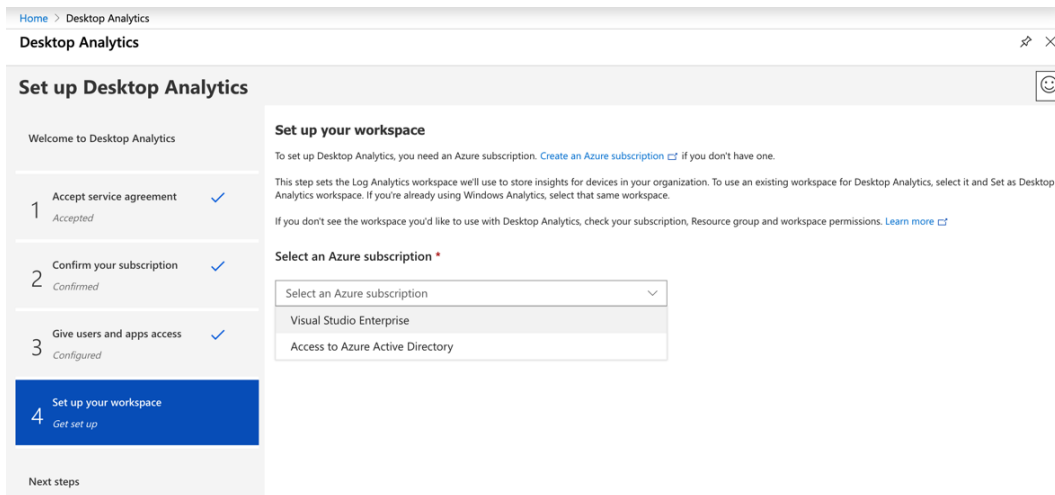 Home > Desktop Analytics
Desktop Analytics
Set up Desktop Analytics
Welcome to Desktop Analytics
1 Accept service agreement
Accepted
2 Confirm your subscription
Confirmed
3 Give users and apps access
Configured
4 Set up your workspace
Get set up
Next steps
Set up your workspace
To set up Desktop Analytics, you need an Azure subscription. Create an Azure subscription if you don't have one.
This step sets the Log Analytics workspace we'll use to store insights for devices in your organization. To use an existing workspace for Desktop Analytics, select it and Set as Desktop
Analytics workspace. If you're already using Windows Analytics, select that same workspace.
If you don't see the workspace you'd like to use with Desktop Analytics, check your subscription, Resource group and workspace permissions. Learn more
Select an Azure subscription *
Select an Azure subscription
Visual Studio Enterprise
Access to Azure Active Directory